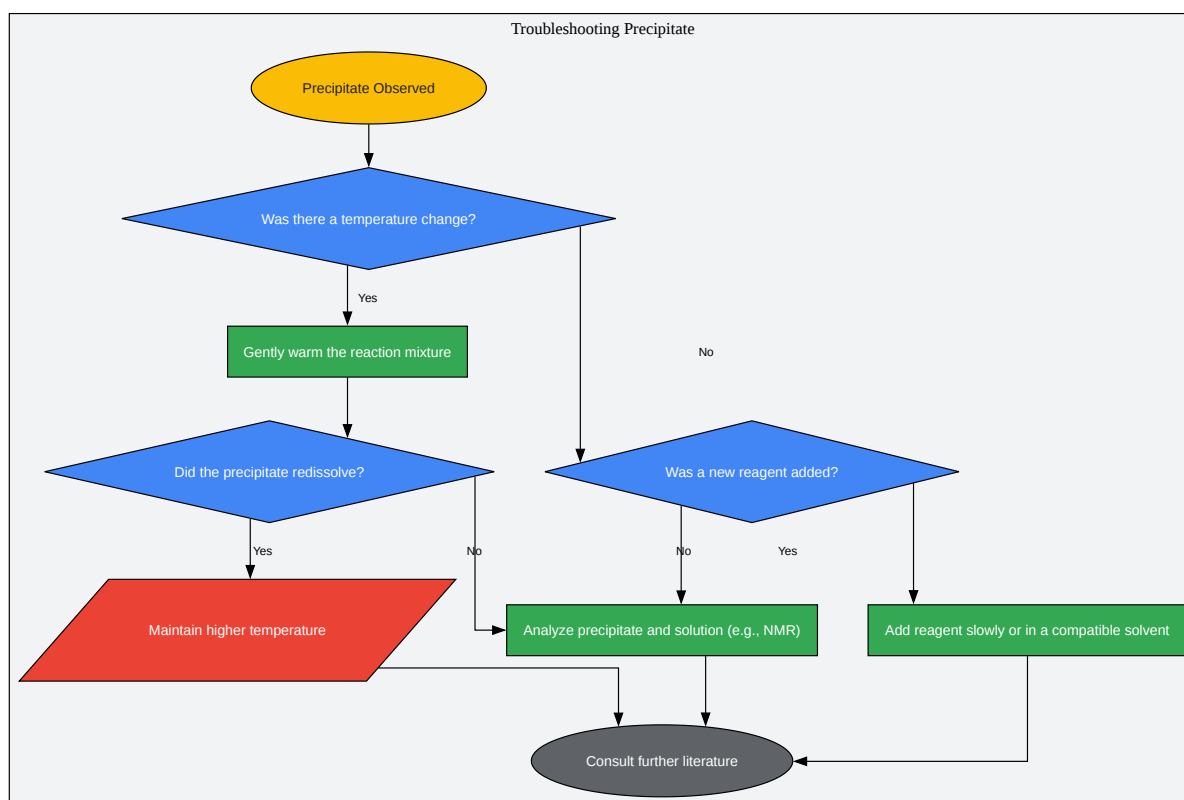 Troubleshooting Precipitate
Precipitate Observed
Was there a temperature change?
Yes
Gently warm the reaction mixture
No
Did the precipitate redissolve?
Was a new reagent added?
Yes
No
No
Yes
Maintain higher temperature
Analyze precipitate and solution (e.g., NMR)
Add reagent slowly or in a compatible solvent
Consult further literature